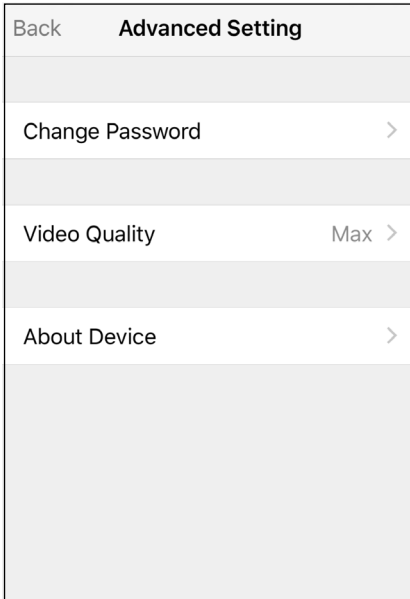 Back Advanced Setting
Change Password
Video Quality Max
About Device